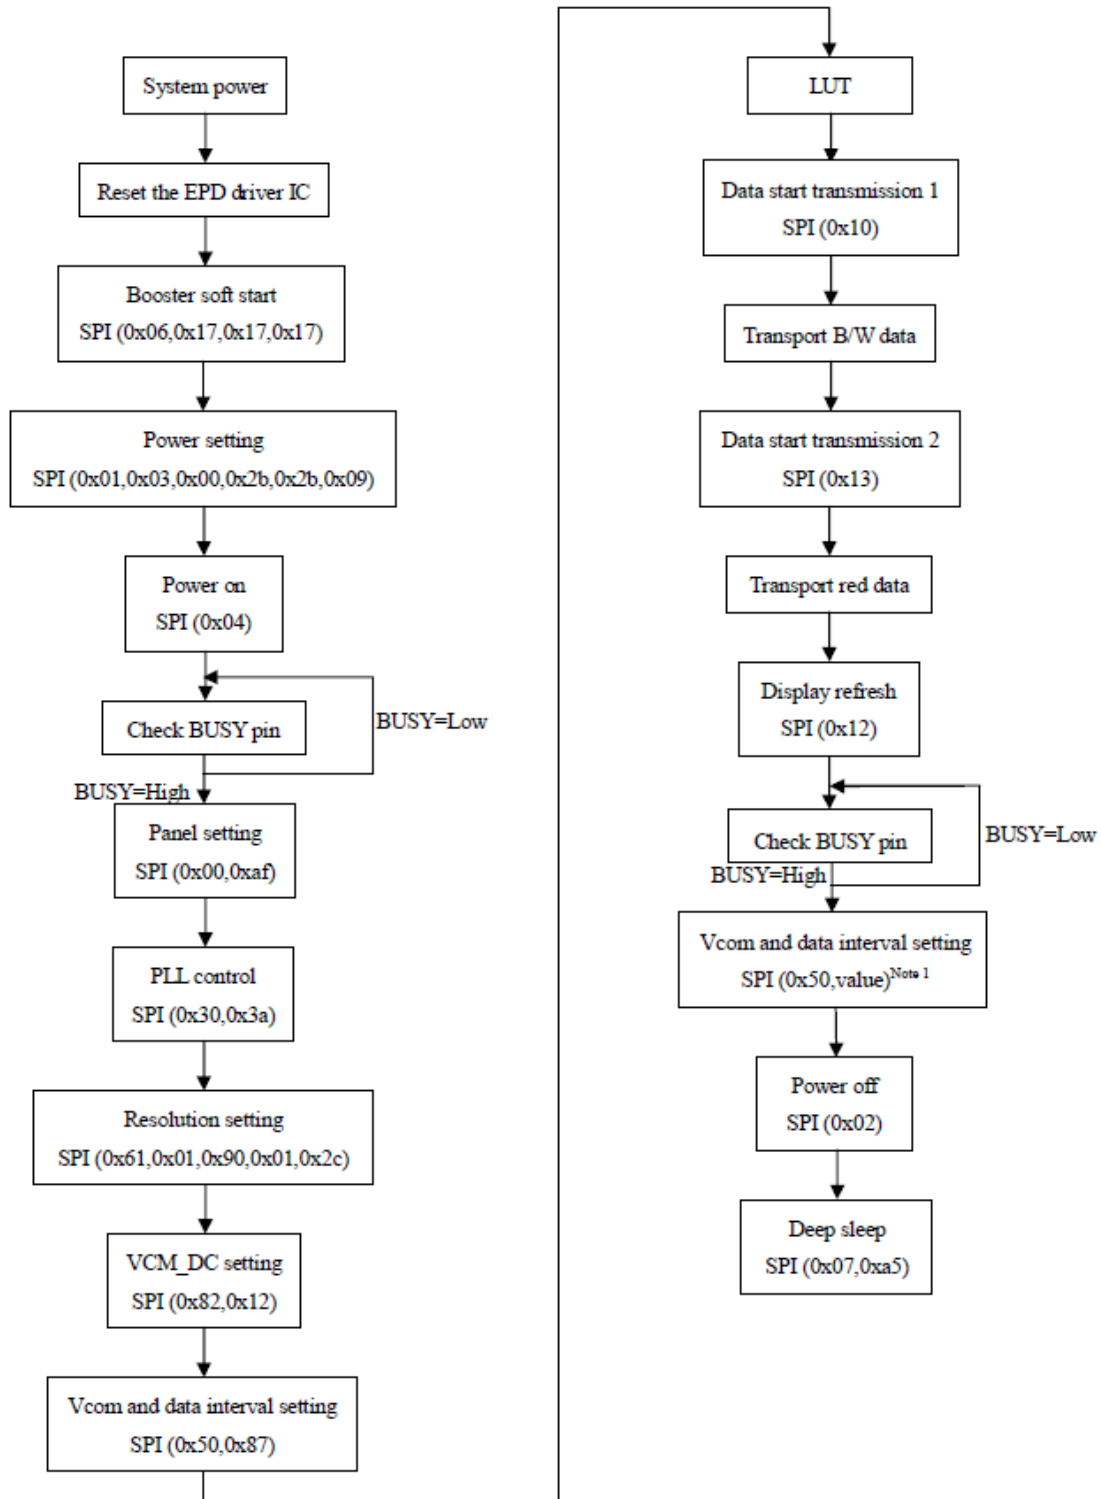 System power
Reset the EPD driver IC
Booster soft start
SPI (0x06,0x17,0x17,0x17)
Power setting
SPI (0x01,0x03,0x00,0x2b,0x2b,0x09)
Power on
SPI (0x04)
Check BUSY pin
BUSY=Low
BUSY=High
Panel setting
SPI (0x00,0xaf)
PLL control
SPI (0x30,0x3a)
Resolution setting
SPI (0x61,0x01,0x90,0x01,0x2c)
VCM_DC setting
SPI (0x82,0x12)
Vcom and data interval setting
SPI (0x50,0x87)
LUT
Data start transmission 1
SPI (0x10)
Transport B/W data
Data start transmission 2
SPI (0x13)
Transport red data
Display refresh
SPI (0x12)
Check BUSY pin
BUSY=Low
BUSY=High
Vcom and data interval setting
SPI (0x50,value)Note 1
Power off
SPI (0x02)
Deep sleep
SPI (0x07,0xa5)